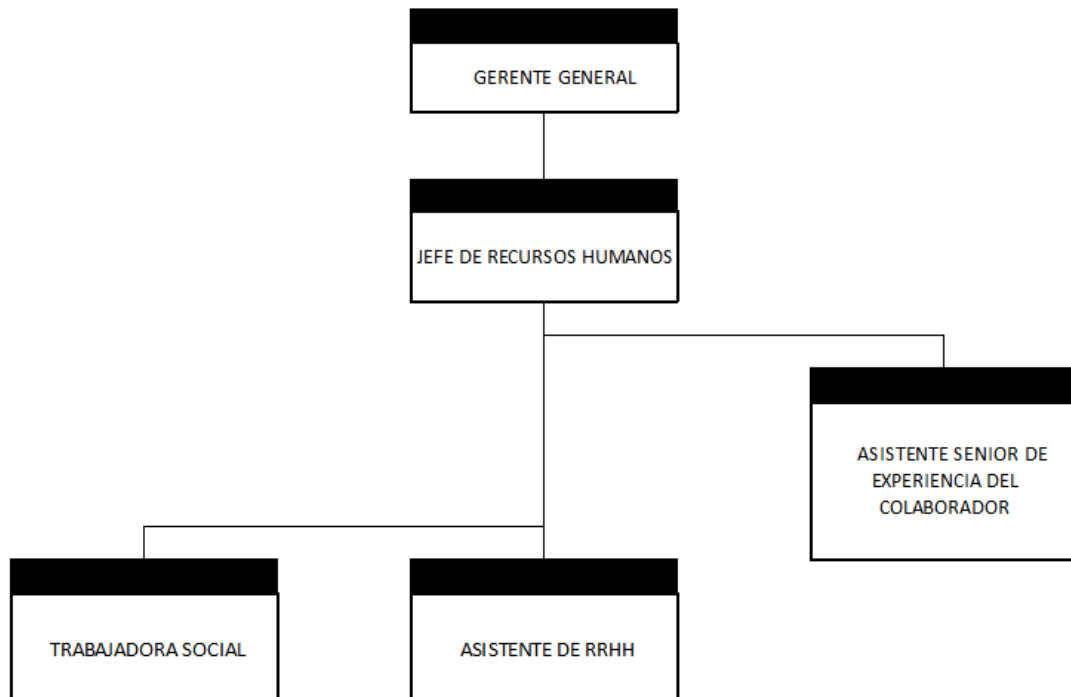 GERENTE GENERAL
JEFE DE RECURSOS HUMANOS
ASISTENTE SENIOR DE
EXPERIENCIA DEL
COLABORADOR
TRABAJADORA SOCIAL
ASISTENTE DE RRHH